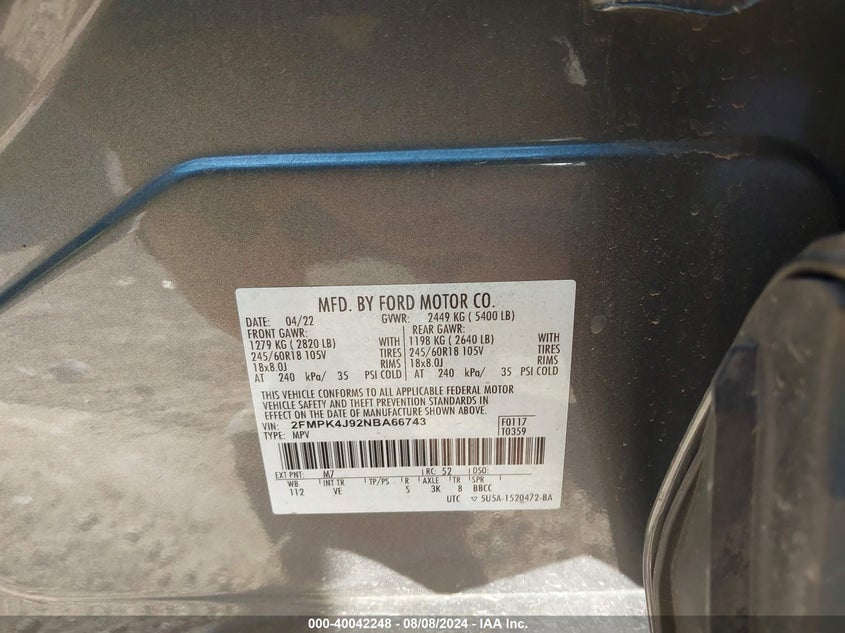 MFD. BY FORD MOTOR CO.
DATE: 04/22 GVWR: 2449 KG ( 5400 LB)
FRONT GAWR: REAR GAWR:
1279 KG ( 2820 LB) WITH 1198 KG ( 2640 LB) WITH
245/60R18 105V TIRES 245/60R18 105V TIRES
18x8.0J RIMS 18x8.0J RIMS
AT 240 kPa/ 35 PSI COLD AT 240 kPa/ 35 PSI COLD
THIS VEHICLE CONFORMS TO ALL APPLICABLE FEDERAL MOTOR
VEHICLE SAFETY AND THEFT PREVENTION STANDARDS IN
EFFECT ON THE DATE OF MANUFACTURE SHOWN ABOVE.
VIN: 2FMPK4J92NBA66743 F0117
TYPE: MPV T0359
EXT PNT: M7 RC: 52 DSO:
WB INT TR TP/PS R AXLE TR SPR
112 VE S 3K 8 BBCC
UTC ▽ 5U5A-1520472-BA
000-40042248 - 08/08/2024 - IAA Inc.